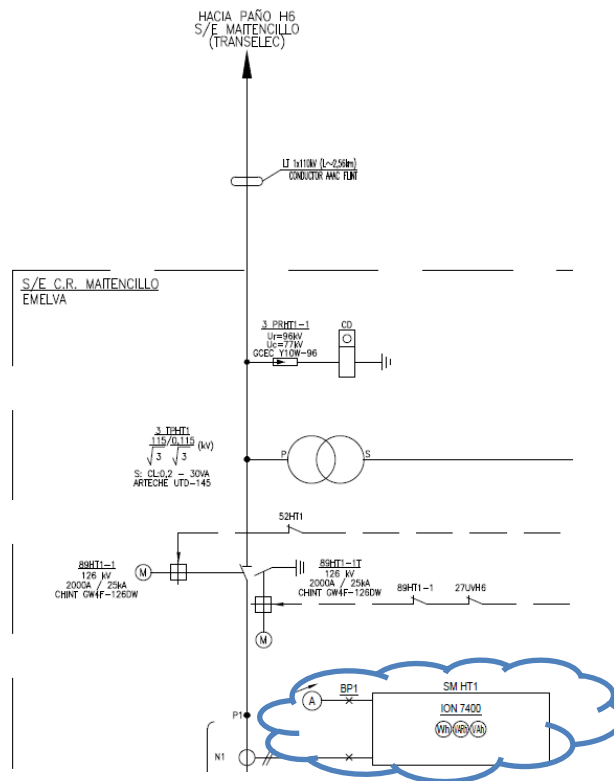 HACIA PAÑO H6
S/E MAITENCILLO
(TRANSELEC)
LT 1x110kV (L~2,56km)
CONDUCTOR AAAC FLINT
S/E C.R. MAITENCILLO
EMELVA
3 PRHT1-1
Ur=96kV
Uc=77kV
GCEC Y10W-96
CD
3 TPHT1
115/0,115 (kV)
√3 √3
S: CL:0,2 - 30VA
ARTECHE UTD-145
P
S
52HT1
89HT1-1
126 kV
2000A / 25kA
CHINT GW4F-126DW
M
89HT1-1T
126 kV
2000A / 25kA
CHINT GW4F-126DW
89HT1-1
27UVH6
M
A
BP1
SM HT1
ION 7400
Wh VARh VAh
P1
N1